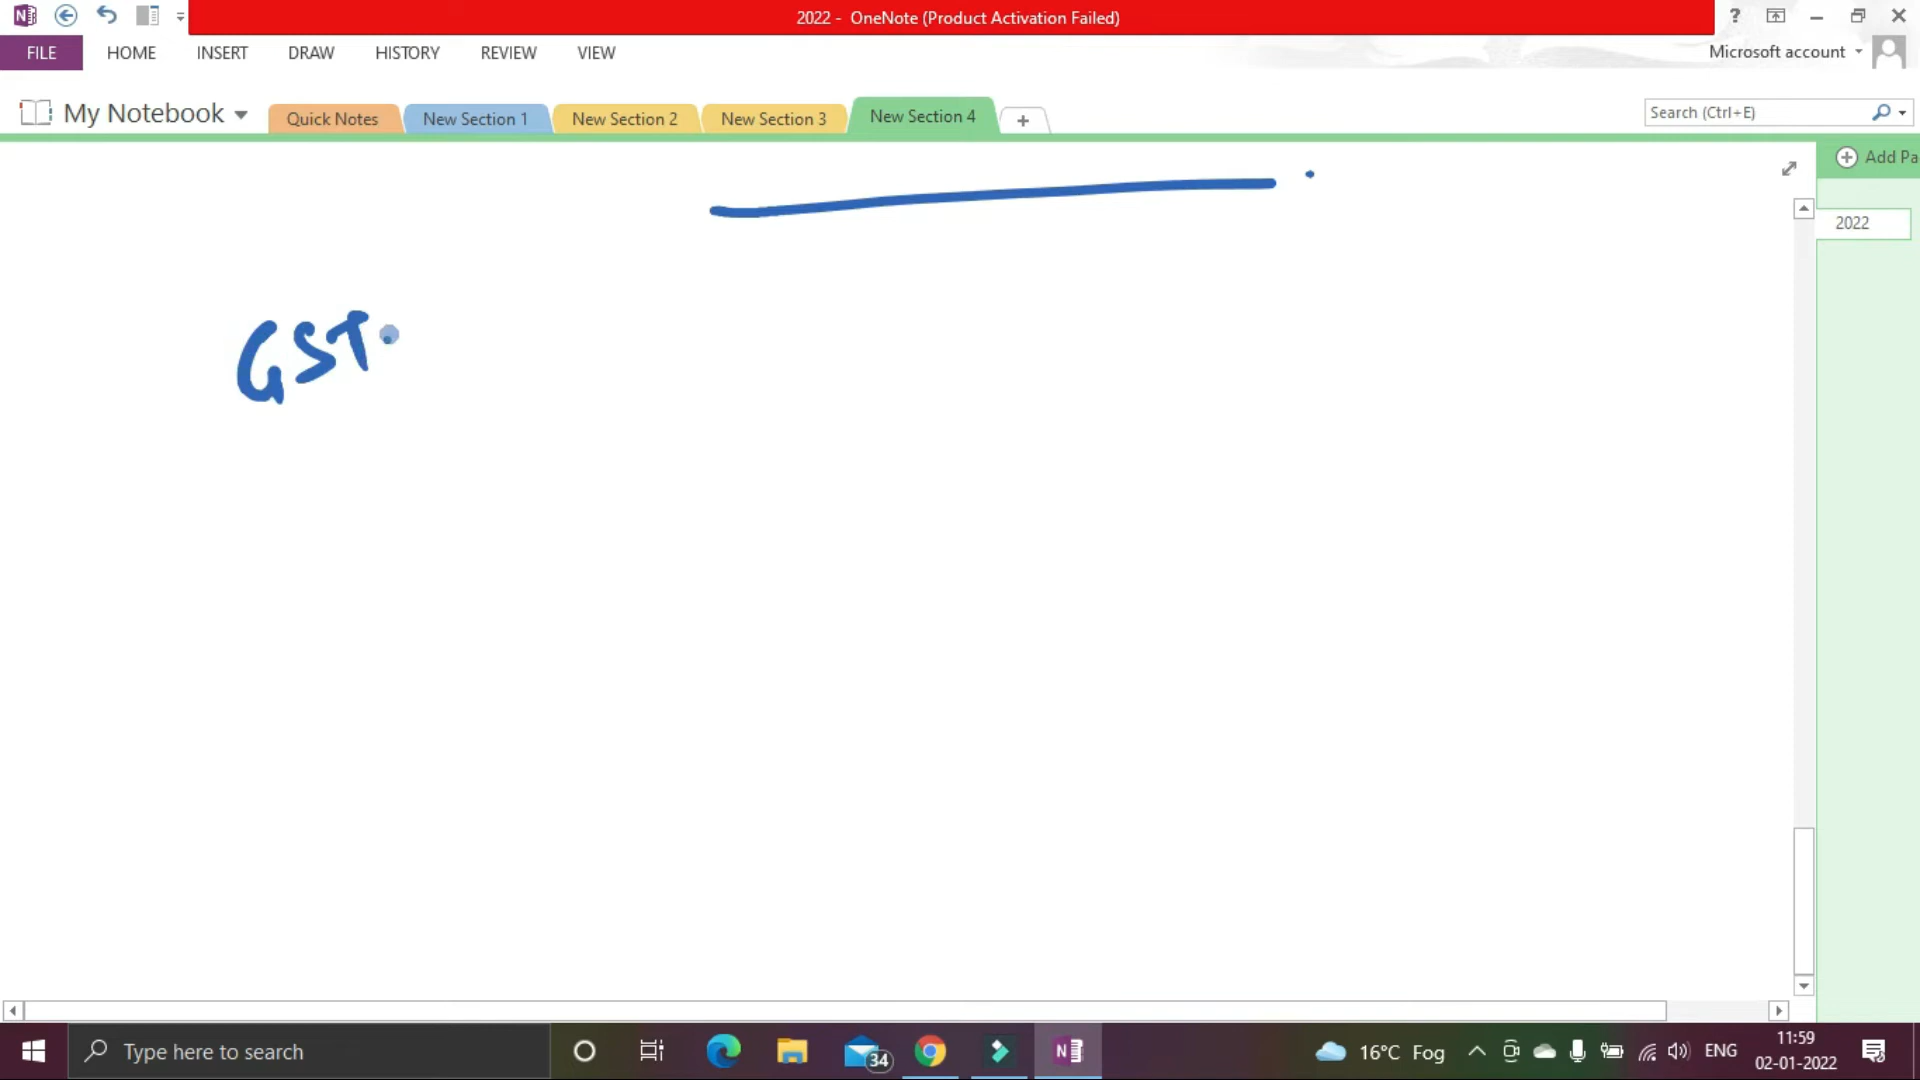 2022 - OneNote (Product Activation Failed)
?
FILE HOME INSERT DRAW HISTORY REVIEW VIEW
Microsoft account
My Notebook
Quick Notes
New Section 1
New Section 2
New Section 3
New Section 4
+
Search (Ctrl+E)
Add Pa
2022
GST
Type here to search
34
16°C Fog
ENG
11:59
02-01-2022